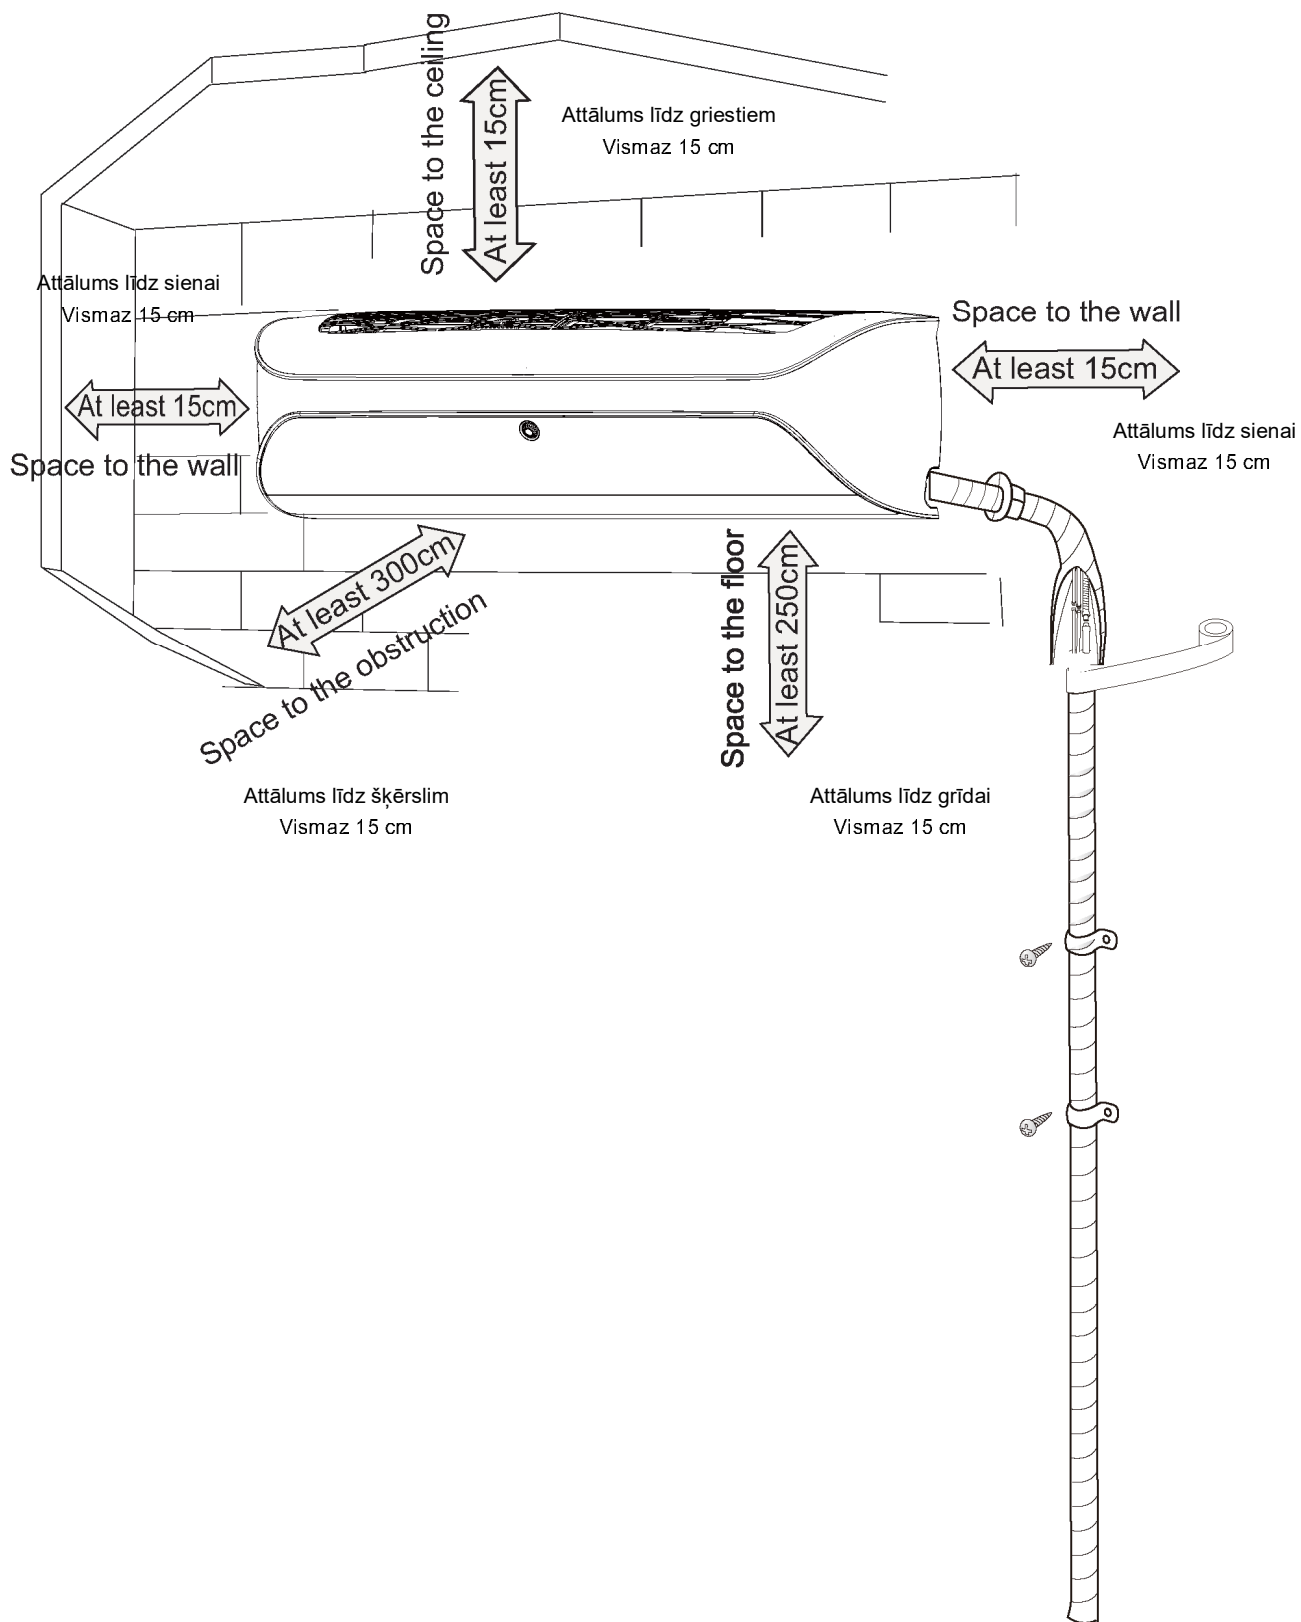 Space to the ceiling
At least 15cm
Attālums līdz griestiem
Vismaz 15 cm
Attālums līdz sienai
Vismaz 15 cm
At least 15cm
Space to the wall
Space to the wall
At least 15cm
Attālums līdz sienai
Vismaz 15 cm
At least 300cm
Space to the obstruction
Attālums līdz šķērslim
Vismaz 15 cm
Space to the floor
At least 250cm
Attālums līdz grīdai
Vismaz 15 cm